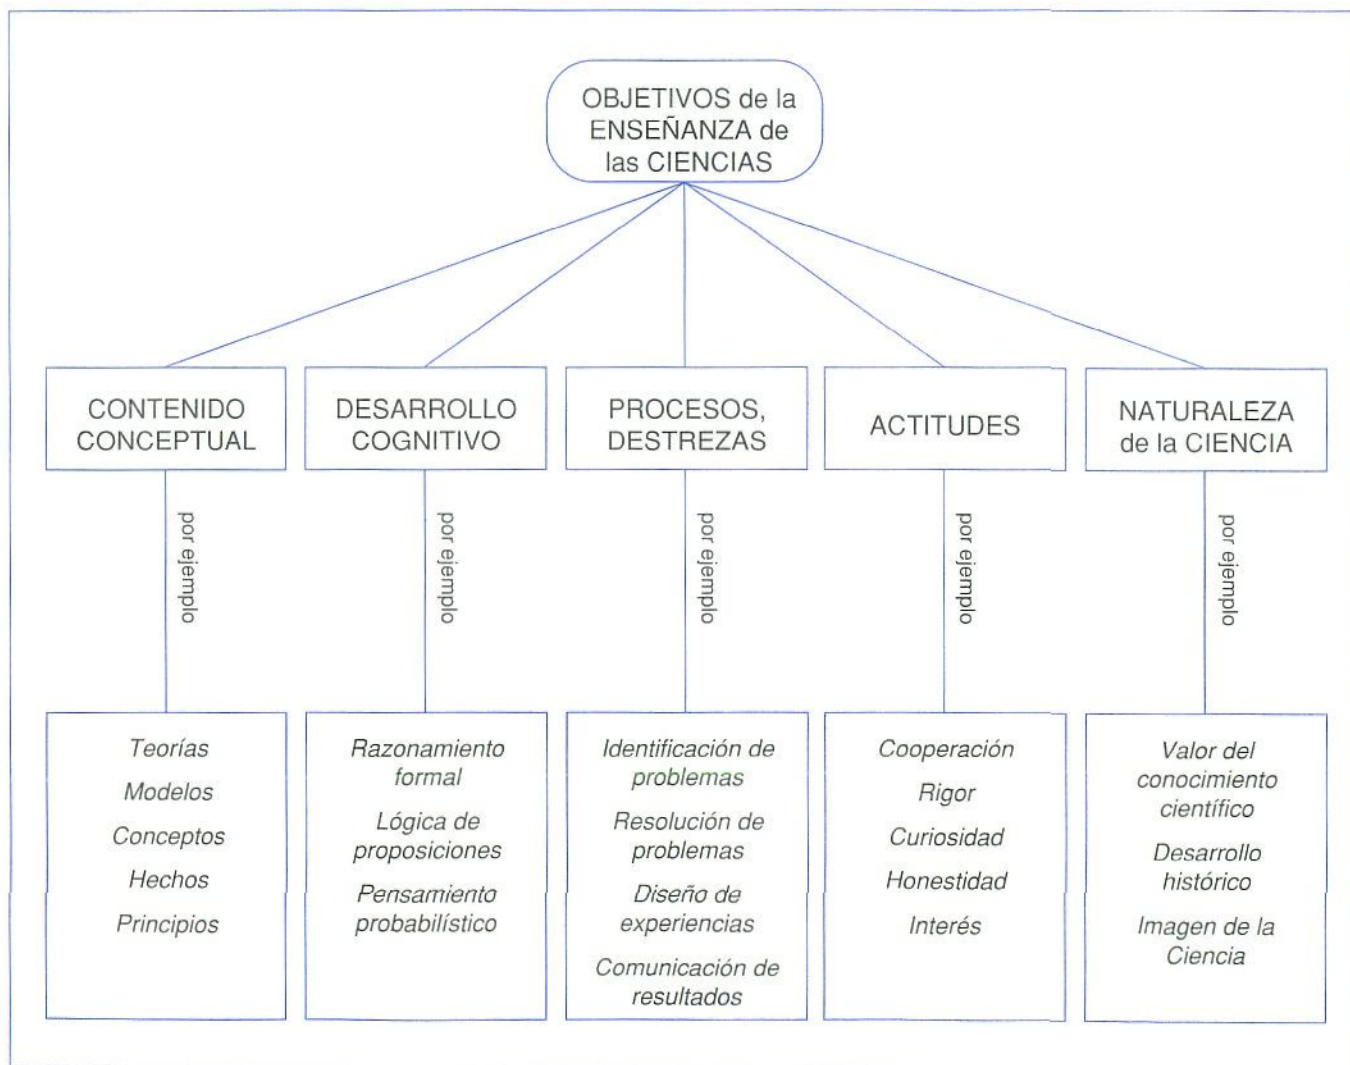 OBJETIVOS de la
ENSEÑANZA de
las CIENCIAS
CONTENIDO
CONCEPTUAL
DESARROLLO
COGNITIVO
PROCESOS,
DESTREZAS
ACTITUDES
NATURALEZA
de la CIENCIA
por ejemplo
por ejemplo
por ejemplo
por ejemplo
por ejemplo
Teorías
Modelos
Conceptos
Hechos
Principios
Razonamiento
formal
Lógica de
proposiciones
Pensamiento
probabilístico
Identificación de
problemas
Resolución de
problemas
Diseño de
experiencias
Comunicación de
resultados
Cooperación
Rigor
Curiosidad
Honestidad
Interés
Valor del
conocimiento
científico
Desarrollo
histórico
Imagen de la
Ciencia